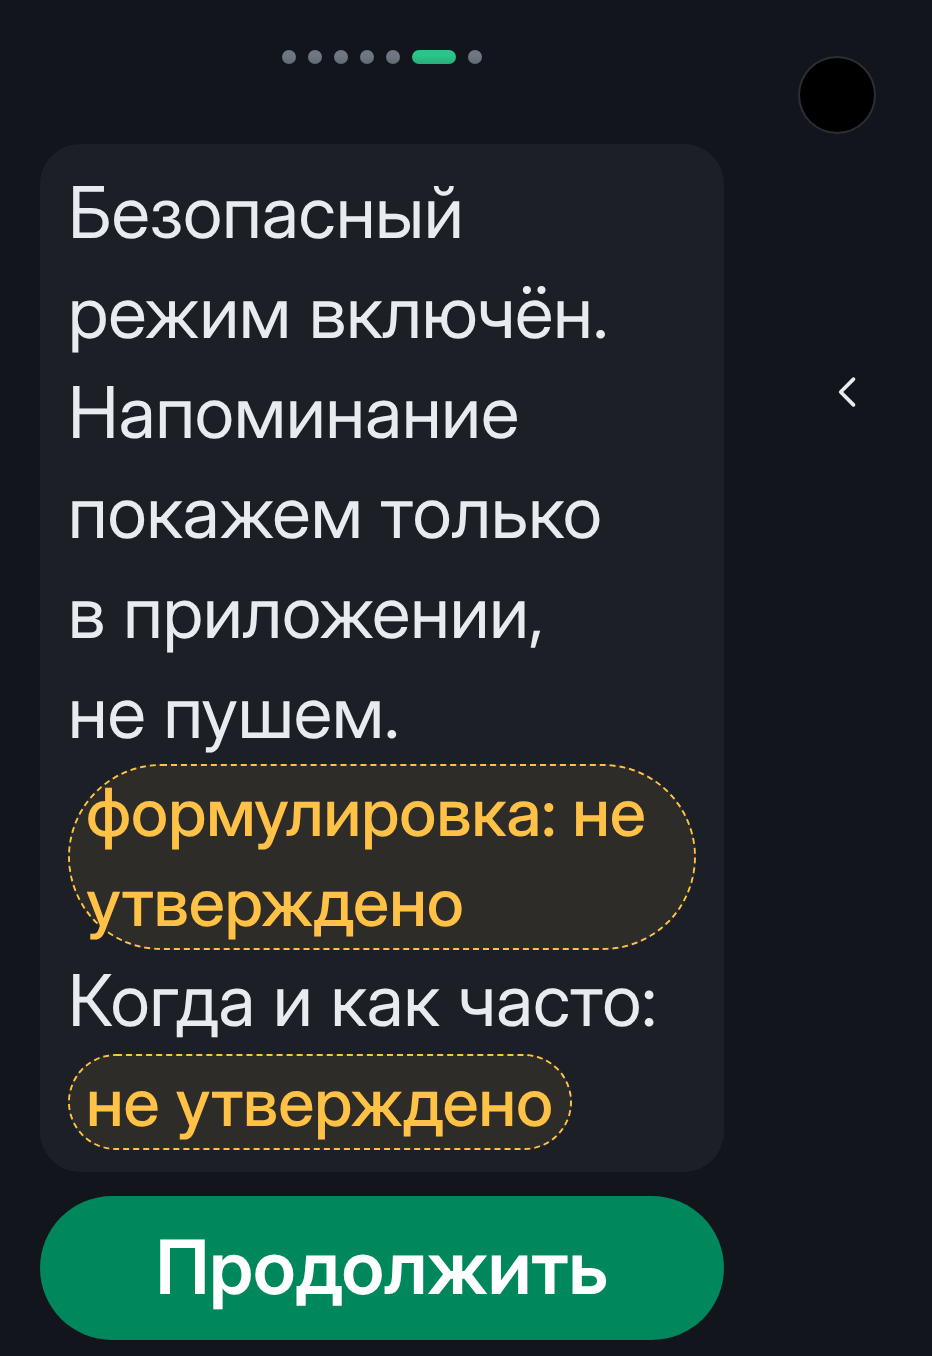 Безопасный
режим включён.
Напоминание
покажем только
в приложении,
не пушем.
формулировка: не
утверждено
Когда и как часто:
не утверждено
Продолжить